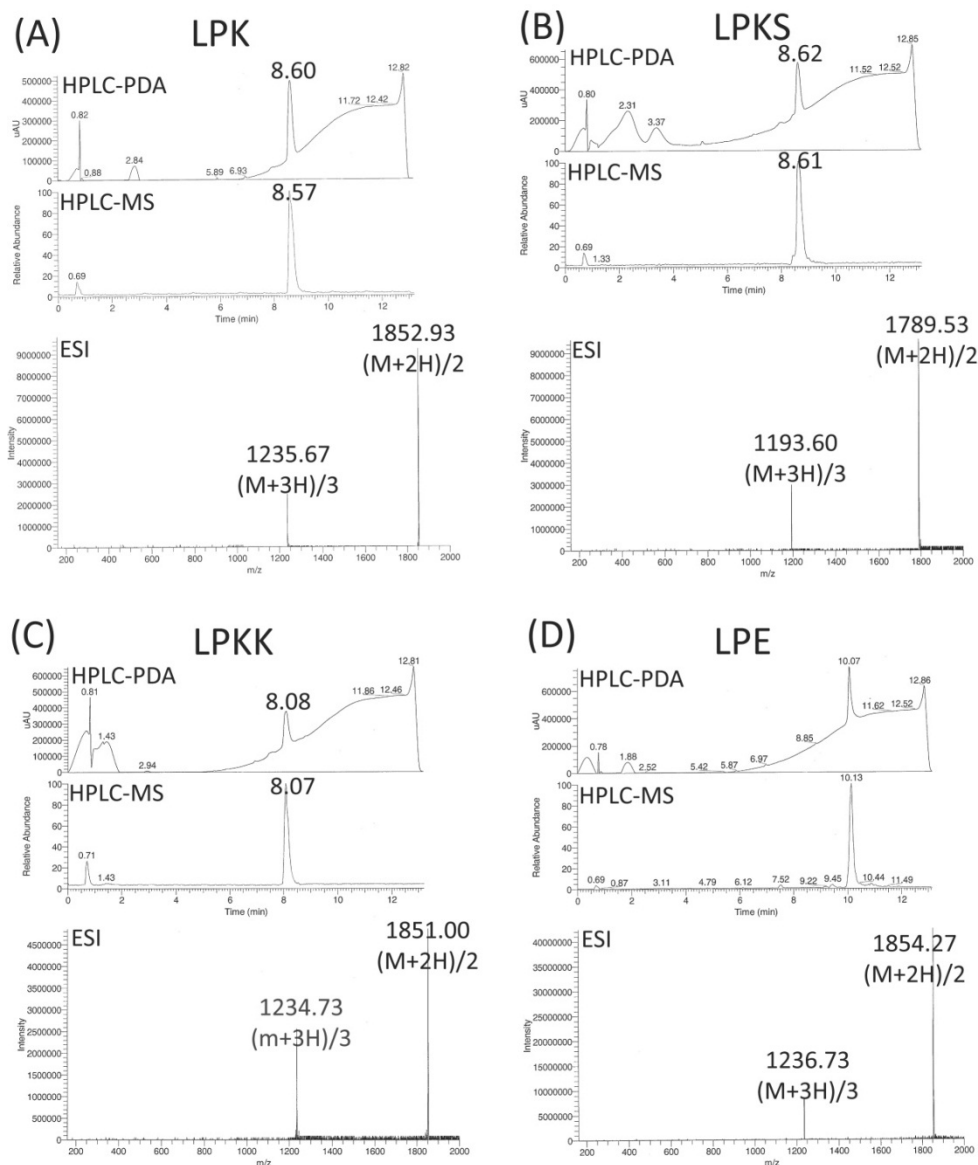 (A) LPK
HPLC-PDA
8.60
12.82
11.72 12.42
0.82
0.88
2.84
5.89 6.93
500000
400000
300000
200000
100000
0
uAU
HPLC-MS
8.57
0.69
100
80
60
40
20
0
Relative Abundance
0 2 4 6 8 10 12
Time (min)
ESI
1852.93
(M+2H)/2
1235.67
(M+3H)/3
9000000
8000000
7000000
6000000
5000000
4000000
3000000
2000000
1000000
0
Intensity
200 400 600 800 1000 1200 1400 1600 1800 2000
m/z
(B) LPKS
HPLC-PDA
8.62
12.85
11.52 12.52
0.80
2.31
3.37
600000
400000
200000
0
uAU
HPLC-MS
8.61
0.69
1.33
100
80
60
40
20
0
Relative Abundance
0 2 4 6 8 10 12
Time (min)
ESI
1789.53
(M+2H)/2
1193.60
(M+3H)/3
9000000
8000000
7000000
6000000
5000000
4000000
3000000
2000000
1000000
0
Intensity
200 400 600 800 1000 1200 1400 1600 1800 2000
m/z
(C) LPKK
HPLC-PDA
8.08
12.81
11.86 12.46
0.81
1.43
2.94
600000
500000
400000
300000
200000
100000
0
uAU
HPLC-MS
8.07
0.71
1.43
100
80
60
40
20
0
Relative Abundance
0 2 4 6 8 10 12
Time (min)
ESI
1851.00
(M+2H)/2
1234.73
(m+3H)/3
4500000
4000000
3500000
3000000
2500000
2000000
1500000
1000000
500000
0
Intensity
200 400 600 800 1000 1200 1400 1600 1800 2000
m/z
(D) LPE
HPLC-PDA
10.07
12.86
11.62 12.52
0.78
1.88
2.52
5.42 5.87 6.97
8.85
600000
400000
200000
0
uAU
HPLC-MS
10.13
0.69 0.87 3.11 4.79 6.12 7.52 9.22 9.45 10.44 11.49
100
80
60
40
20
0
Relative Abundance
0 2 4 6 8 10 12
Time (min)
ESI
1854.27
(M+2H)/2
1236.73
(M+3H)/3
40000000
35000000
30000000
25000000
20000000
15000000
10000000
5000000
0
Intensity
200 400 600 800 1000 1200 1400 1600 1800 2000
m/z